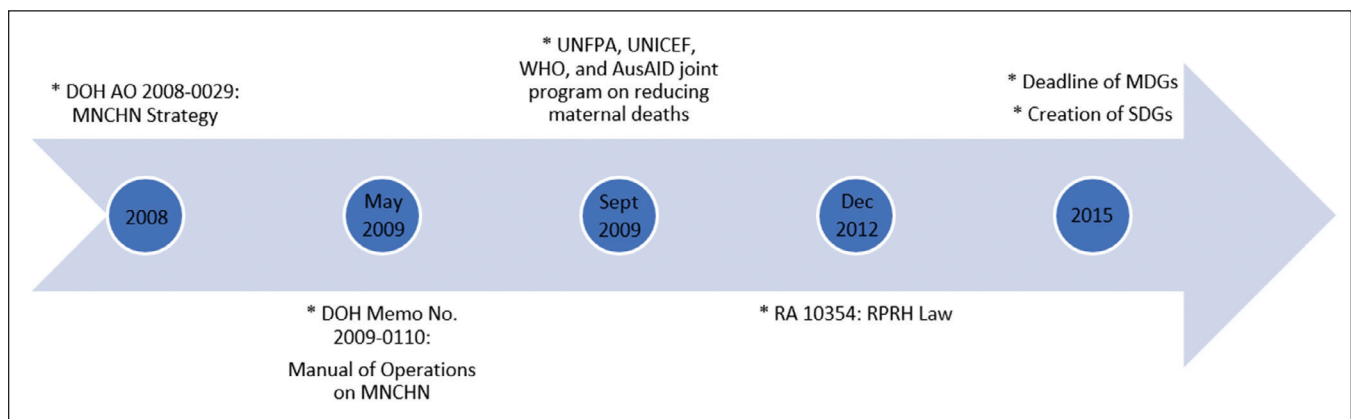 * DOH AO 2008-0029:
MNCHN Strategy
* UNFPA, UNICEF,
WHO, and AusAID joint
program on reducing
maternal deaths
* Deadline of MDGs
* Creation of SDGs
2008
May
2009
Sept
2009
Dec
2012
2015
* DOH Memo No.
2009-0110:
Manual of Operations
on MNCHN
* RA 10354: RPRH Law